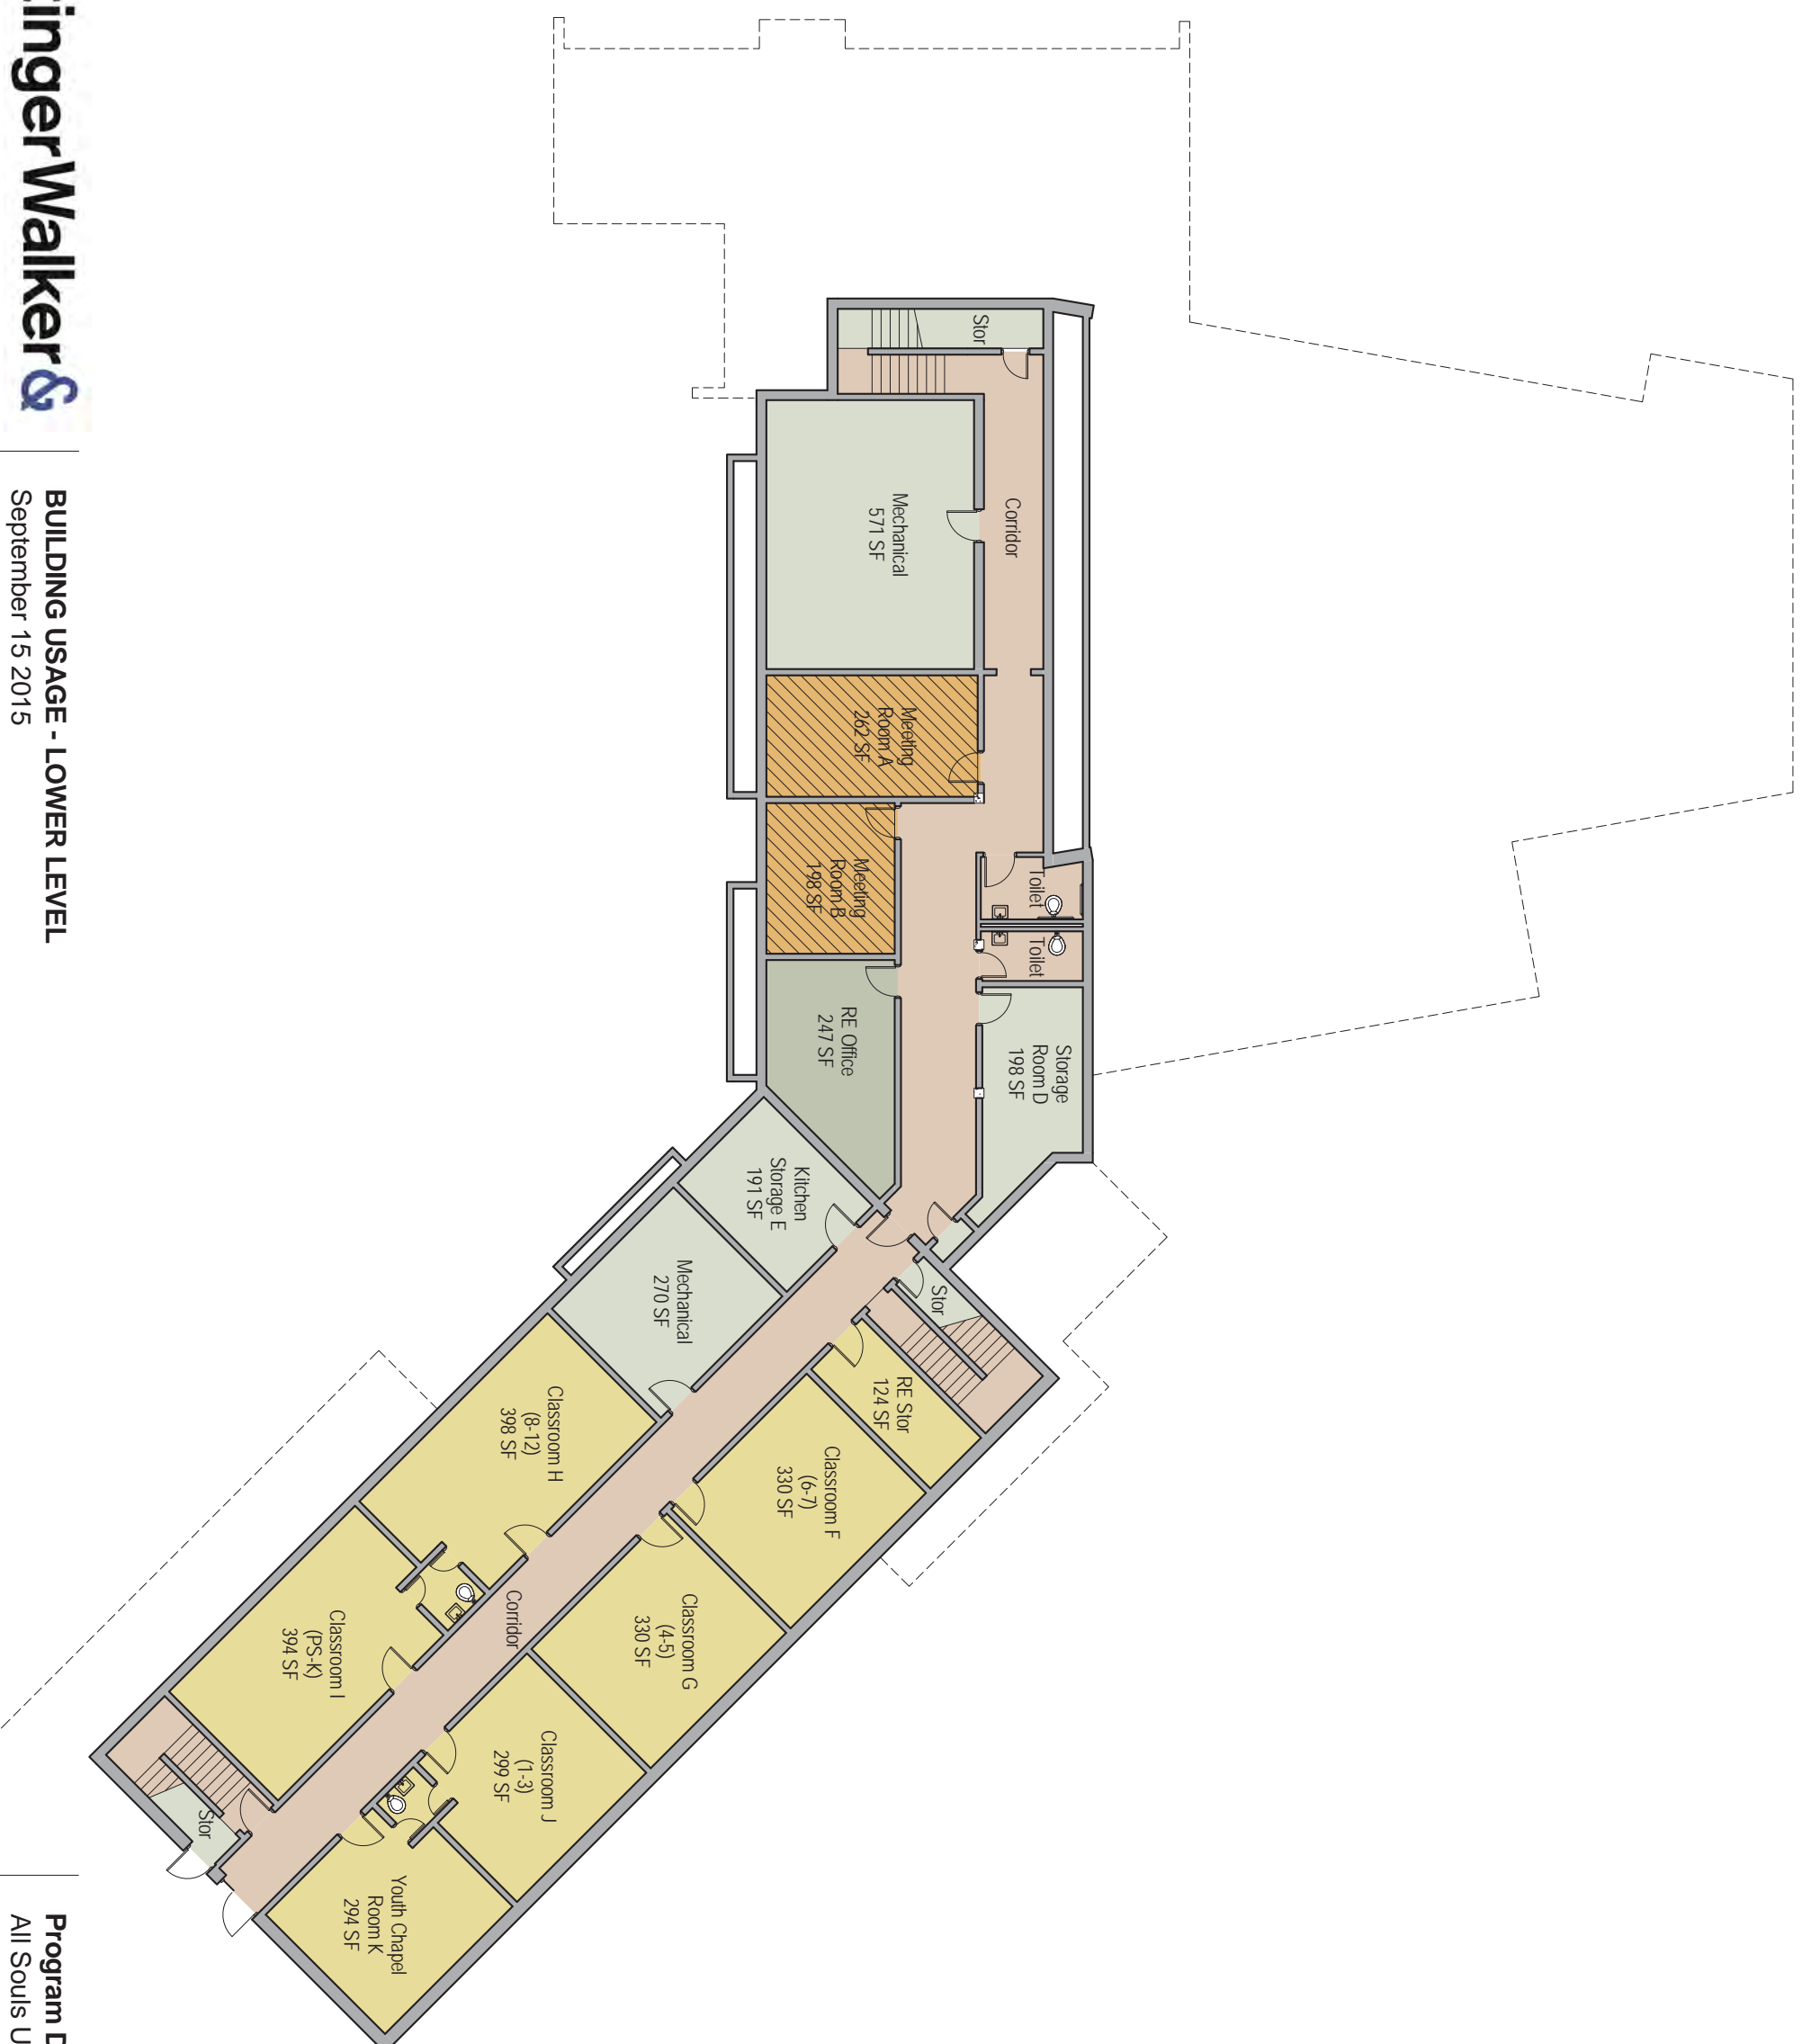 ingerWalker&
BUILDING USAGE - LOWER LEVEL
September 15 2015
Program
All Souls
Stor
Corridor
Mechanical
571 SF
Meeting
Room A
262 SF
Meeting
Room B
198 SF
Toilet
Toilet
RE Office
247 SF
Storage
Room D
198 SF
Kitchen
Storage E
191 SF
Mechanical
270 SF
Stor
RE Stor
124 SF
Classroom H
(8-12)
398 SF
Classroom F
(6-7)
330 SF
Corridor
Classroom G
(4-5)
330 SF
Classroom I
(PS-K)
394 SF
Classroom J
(1-3)
299 SF
Stor
Youth Chapel
Room K
294 SF